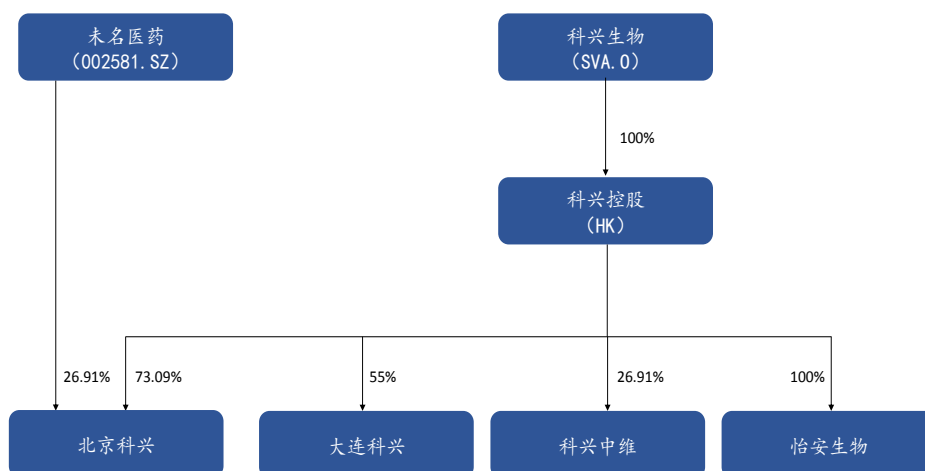 未名医药
（002581.SZ）
科兴生物
（SVA.O）
100%
科兴控股
（HK）
26.91%
73.09%
55%
26.91%
100%
北京科兴
大连科兴
科兴中维
怡安生物